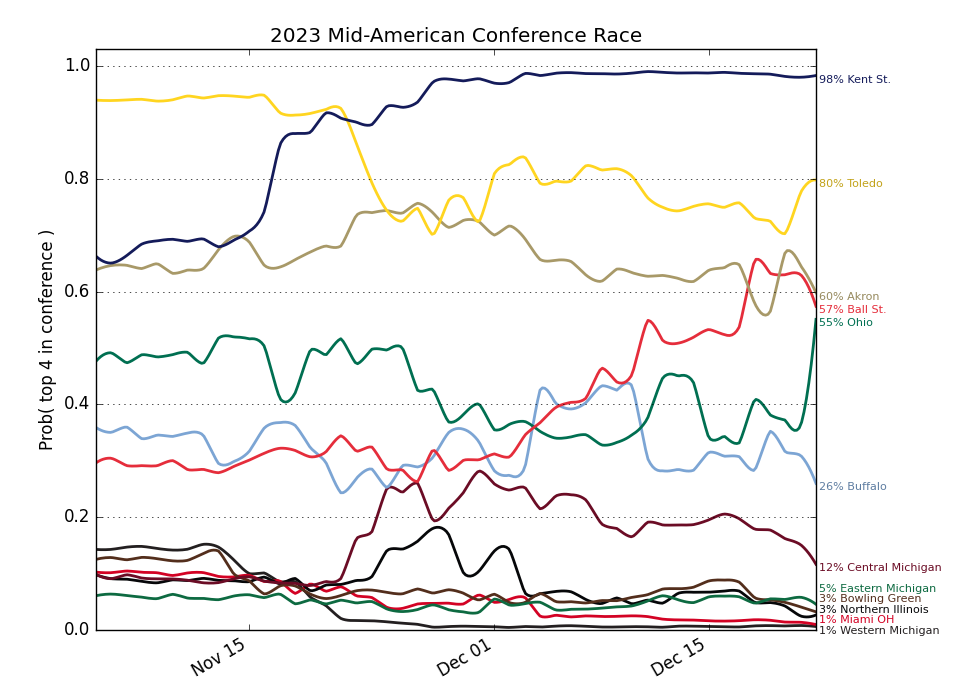 2023 Mid-American Conference Race
Prob( top 4 in conference )
1.0
0.8
0.6
0.4
0.2
0.0
Nov 15
Dec 01
Dec 15
98% Kent St.
80% Toledo
60% Akron
57% Ball St.
55% Ohio
26% Buffalo
12% Central Michigan
5% Eastern Michigan
3% Bowling Green
3% Northern Illinois
1% Miami OH
1% Western Michigan